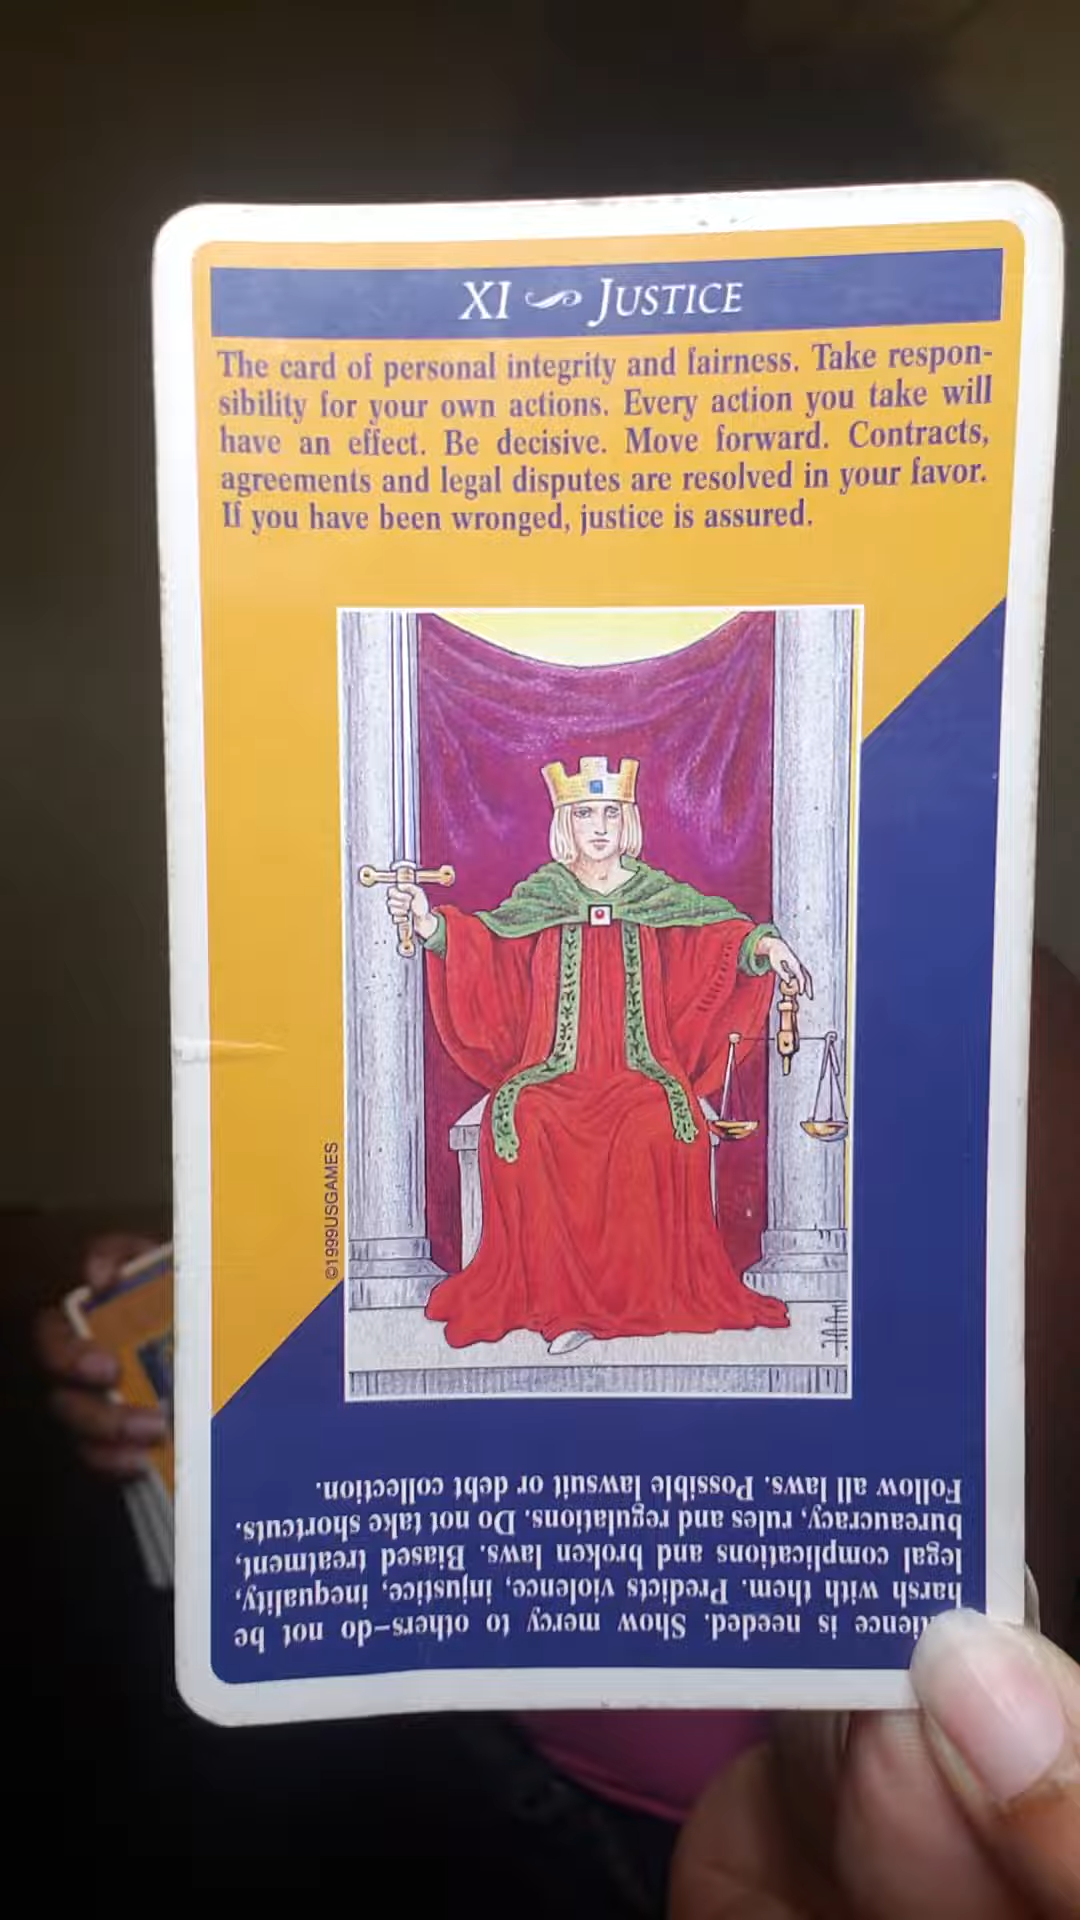 XI JUSTICE
The card of personal integrity and fairness. Take respon-
sibility for your own actions. Every action you take will
have an effect. Be decisive. Move forward. Contracts,
agreements and legal disputes are resolved in your favor.
If you have been wronged, justice is assured.
©1999USGAMES
is needed. Show mercy to others–do not be
harsh with them. Predicts violence, injustice, inequality,
legal complications and broken laws. Biased treatment,
bureaucracy, rules and regulations. Do not take shortcuts.
Follow all laws. Possible lawsuit or debt collection.